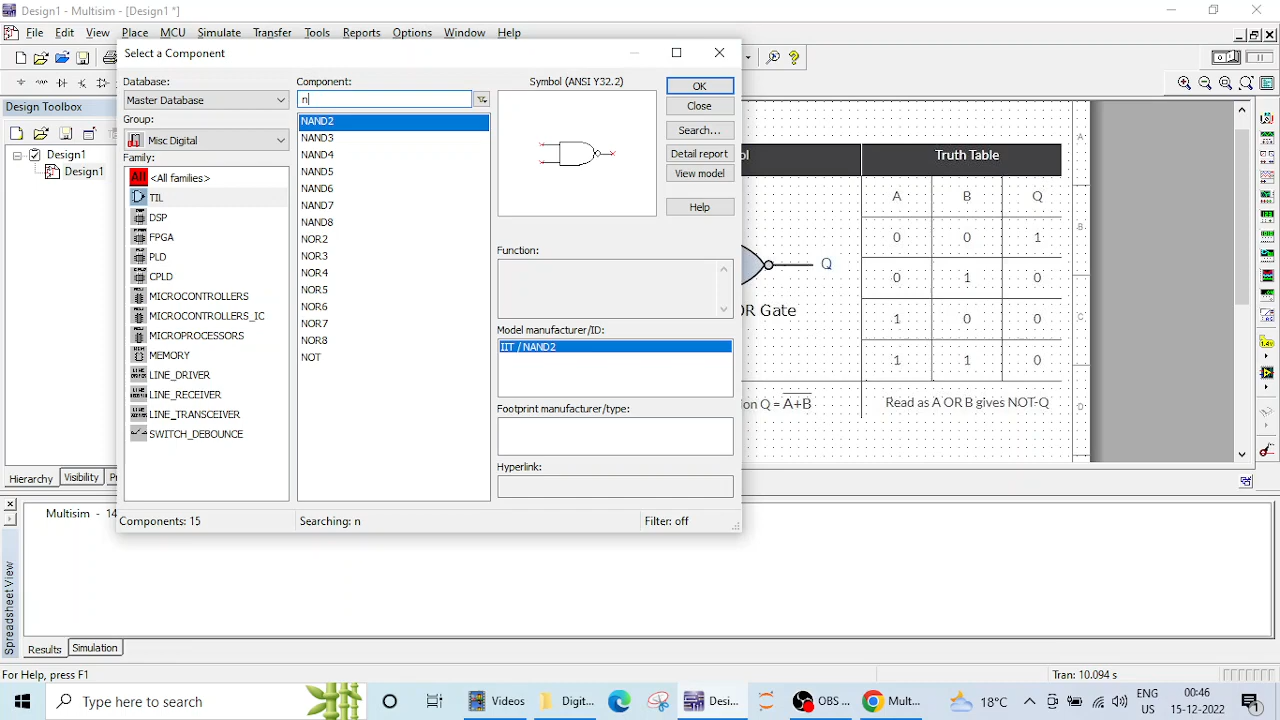 Design1 - Multisim - [Design1 *]
File Edit View Place MCU Simulate Transfer Tools Reports Options Window Help
Select a Component
Database:
Master Database
Group:
Misc Digital
Family:
All <All families>
TIL
DSP
FPGA
PLD
CPLD
MICROCONTROLLERS
MICROCONTROLLERS_IC
MICROPROCESSORS
MEMORY
LINE_DRIVER
LINE_RECEIVER
LINE_TRANSCEIVER
SWITCH_DEBOUNCE
Components: 15
Component:
n
NAND2
NAND3
NAND4
NAND5
NAND6
NAND7
NAND8
NOR2
NOR3
NOR4
NOR5
NOR6
NOR7
NOR8
NOT
Searching: n
Symbol (ANSI Y32.2)
Function:
Model manufacturer/ID:
IIT / NAND2
Footprint manufacturer/type:
Hyperlink:
Filter: off
OK
Close
Search...
Detail report
View model
Help
Design Toolbox
Design1
Design1
Hierarchy Visibility
Truth Table
A B Q
0 0 1
0 1 0
1 0 0
1 1 0
Q
OR Gate
Q = A+B
Read as A OR B gives NOT-Q
A
B
C
D
Multisim - 14
Spreadsheet View
Results Simulation
For Help, press F1
Tran: 10.094 s
Type here to search
Videos
Digit...
Desi...
OBS ...
Mult...
18°C
ENG
US
00:46
15-12-2022
1